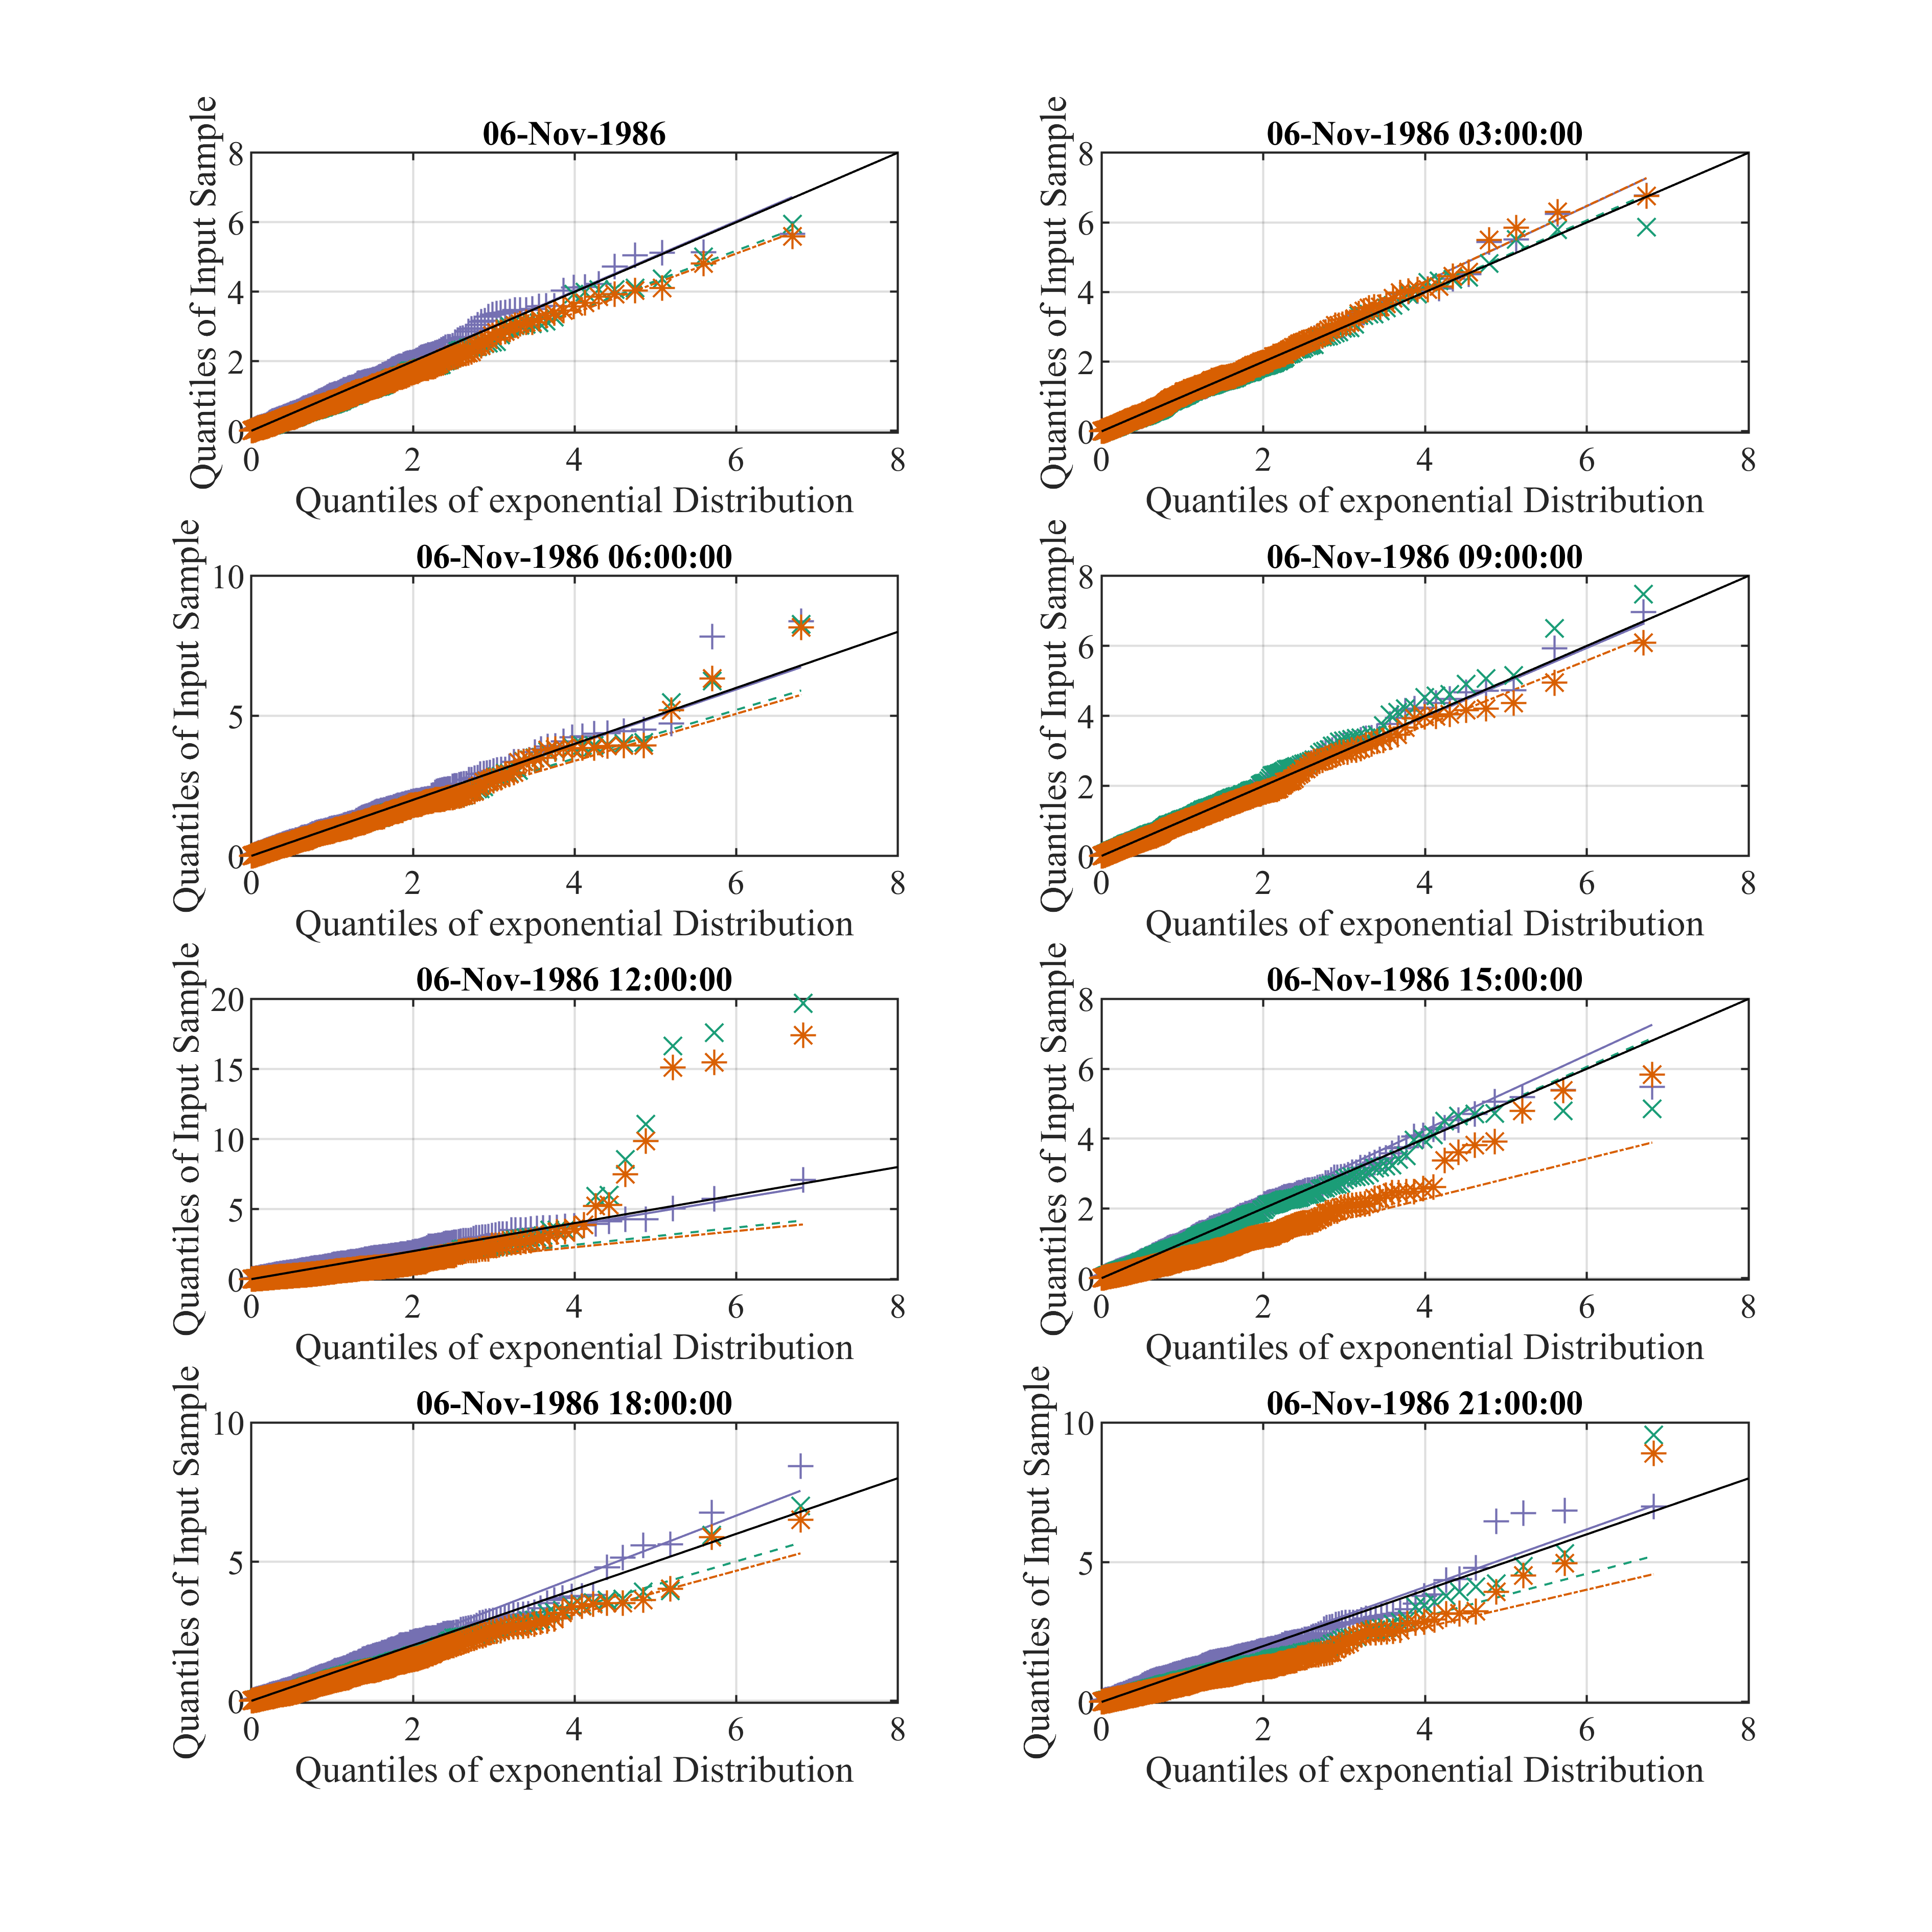 06-Nov-1986
Quantiles of Input Sample
8
6
4
2
0
0 2 4 6 8
Quantiles of exponential Distribution
06-Nov-1986 03:00:00
Quantiles of Input Sample
8
6
4
2
0
0 2 4 6 8
Quantiles of exponential Distribution
06-Nov-1986 06:00:00
Quantiles of Input Sample
10
5
0
0 2 4 6 8
Quantiles of exponential Distribution
06-Nov-1986 09:00:00
Quantiles of Input Sample
8
6
4
2
0
0 2 4 6 8
Quantiles of exponential Distribution
06-Nov-1986 12:00:00
Quantiles of Input Sample
20
15
10
5
0
0 2 4 6 8
Quantiles of exponential Distribution
06-Nov-1986 15:00:00
Quantiles of Input Sample
8
6
4
2
0
0 2 4 6 8
Quantiles of exponential Distribution
06-Nov-1986 18:00:00
Quantiles of Input Sample
10
5
0
0 2 4 6 8
Quantiles of exponential Distribution
06-Nov-1986 21:00:00
Quantiles of Input Sample
10
5
0
0 2 4 6 8
Quantiles of exponential Distribution